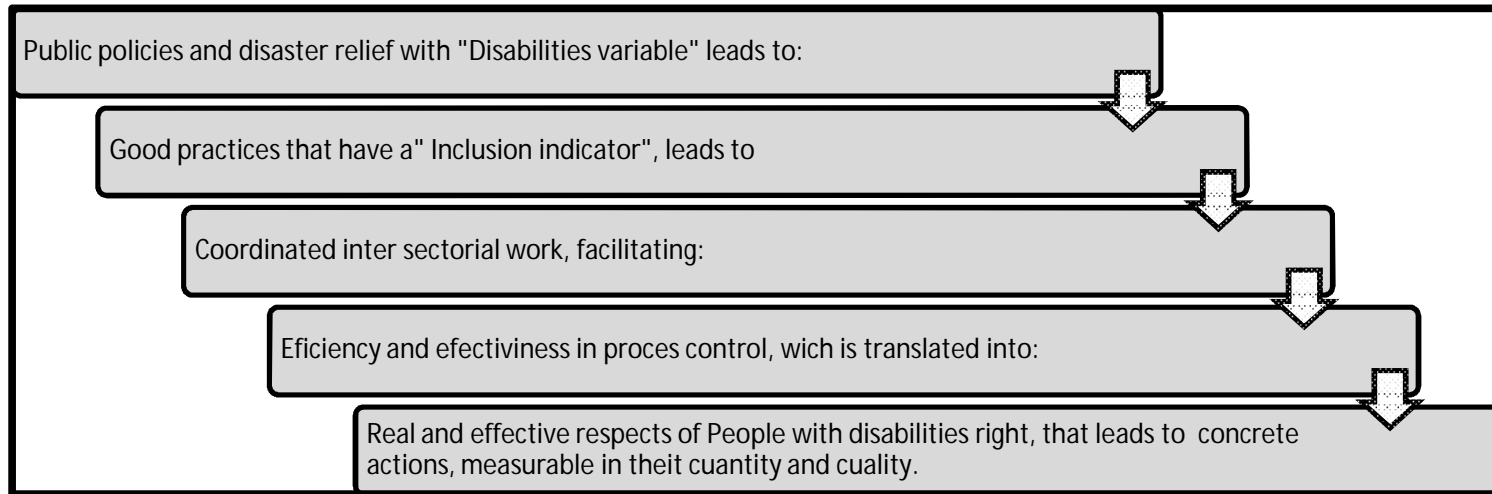 Public policies and disaster relief with "Disabilities variable" leads to:
Good practices that have a" Inclusion indicator", leads to
Coordinated inter sectorial work, facilitating:
Eficiency and efectiviness in proces control, wich is translated into:
Real and effective respects of People with disabilities right, that leads to concrete
actions, measurable in theit cuantity and cuality.